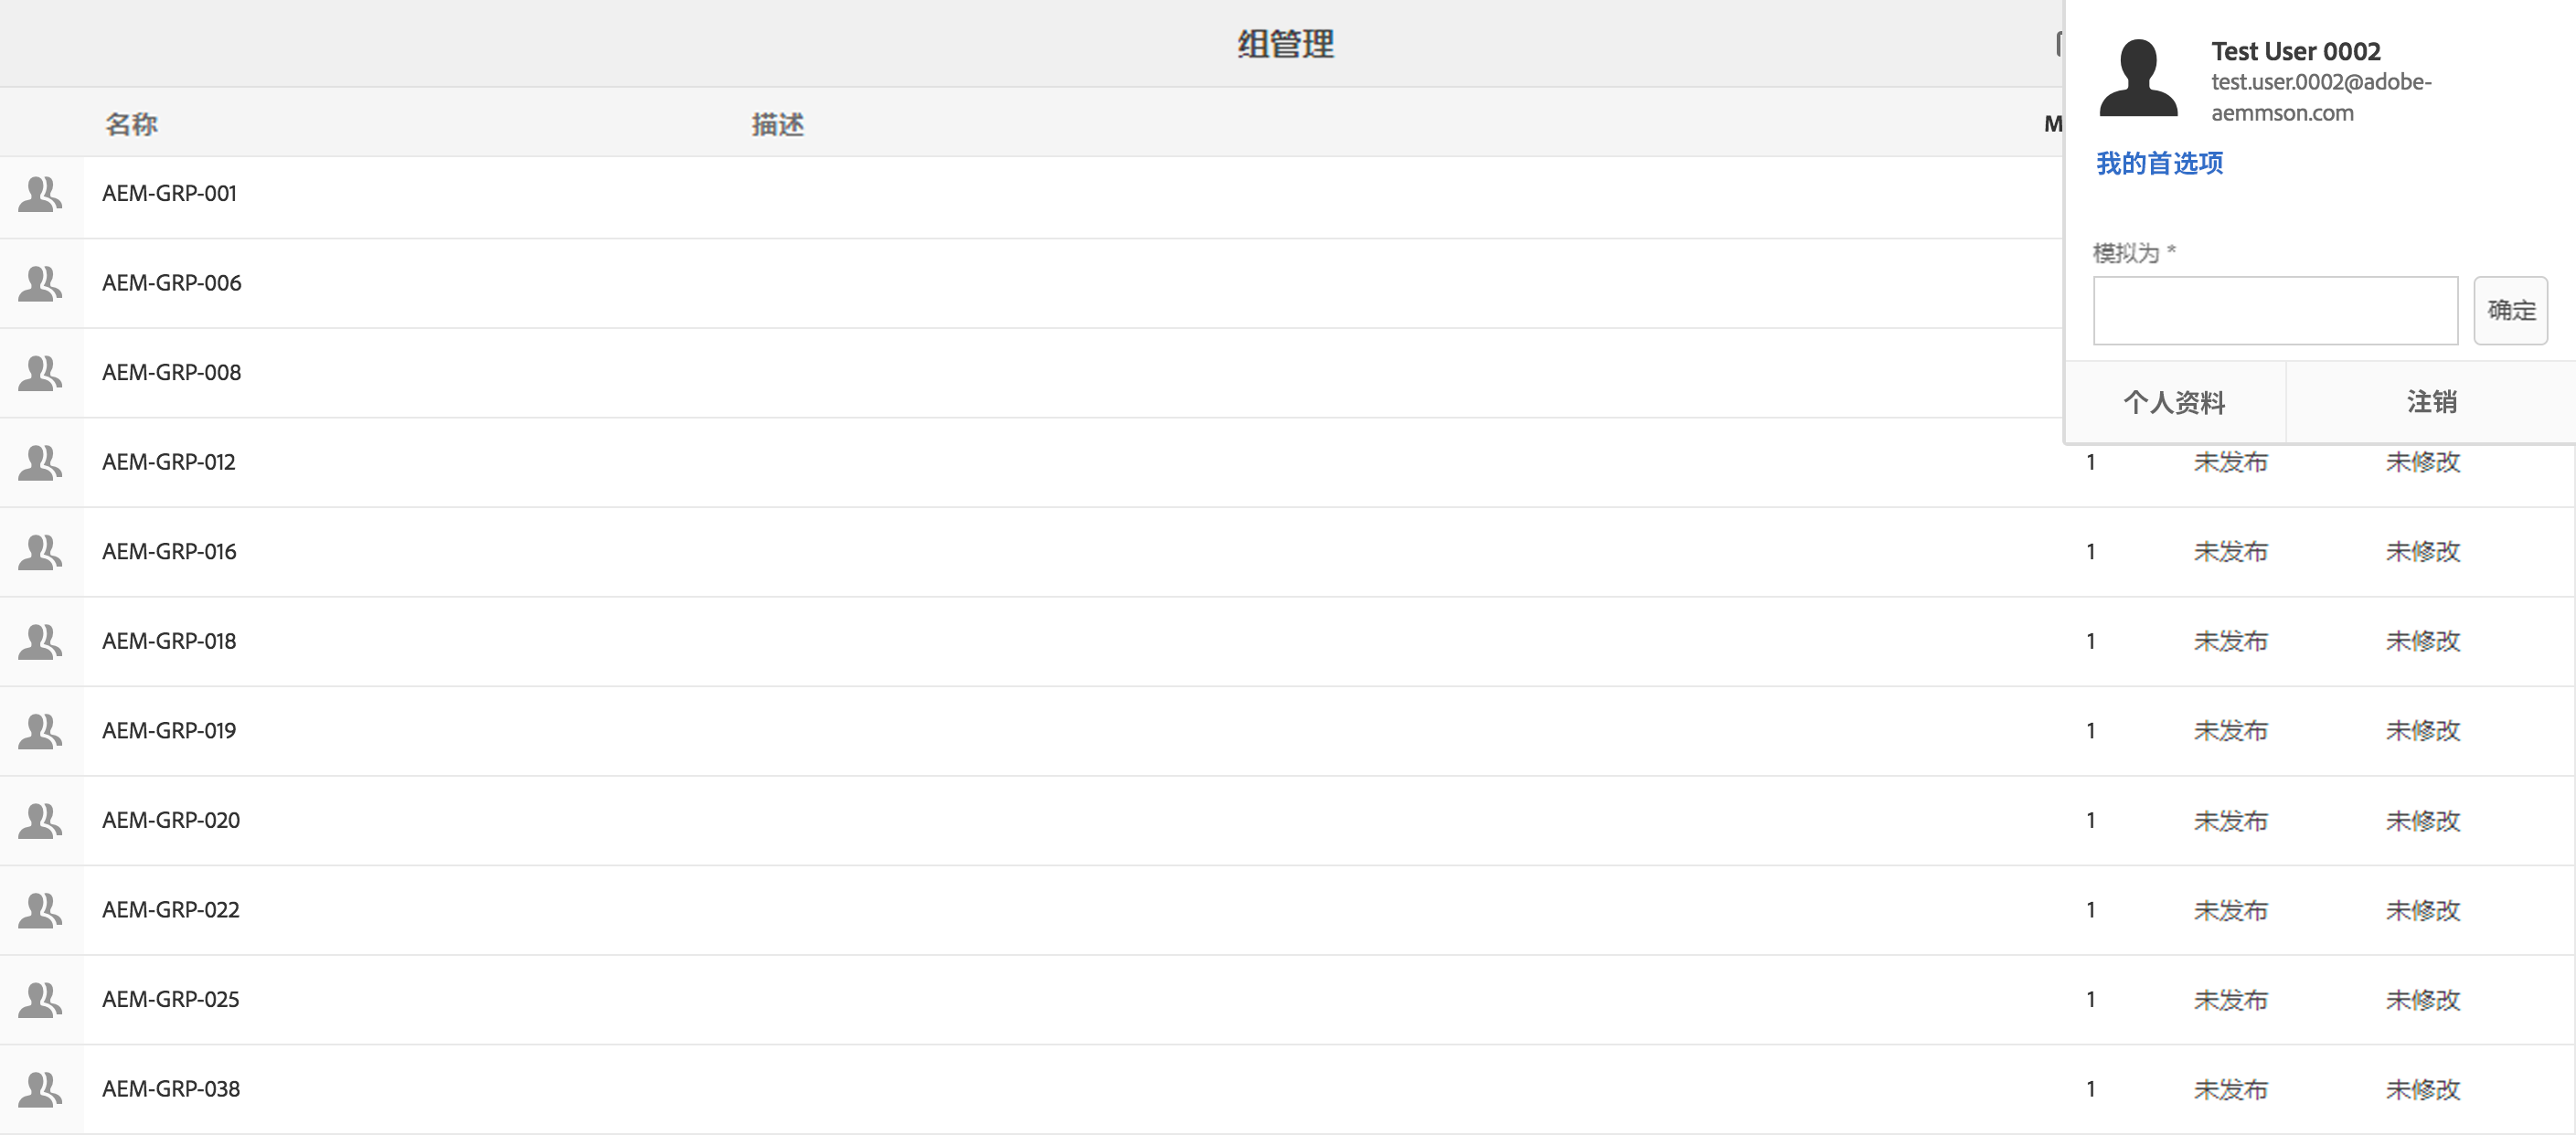 组管理
名称 描述 M
AEM-GRP-001
AEM-GRP-006
AEM-GRP-008
AEM-GRP-012 1 未发布 未修改
AEM-GRP-016 1 未发布 未修改
AEM-GRP-018 1 未发布 未修改
AEM-GRP-019 1 未发布 未修改
AEM-GRP-020 1 未发布 未修改
AEM-GRP-022 1 未发布 未修改
AEM-GRP-025 1 未发布 未修改
AEM-GRP-038 1 未发布 未修改
Test User 0002
test.user.0002@adobe-
aemmson.com
我的首选项
模拟为 *
确定
个人资料 注销